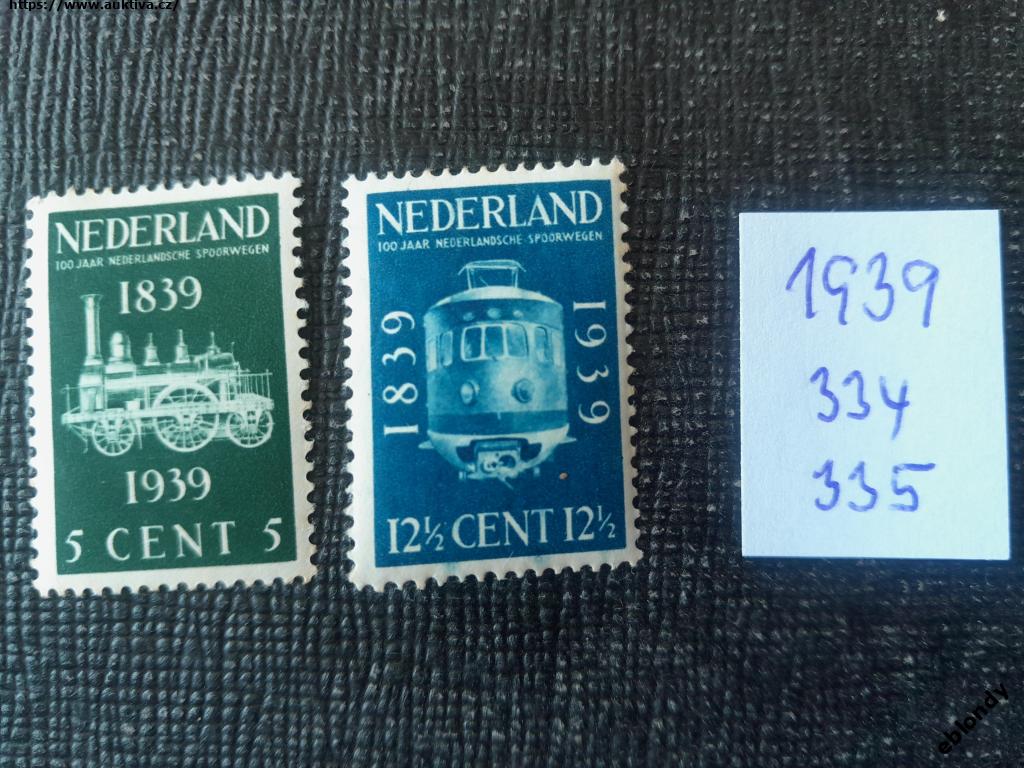 https://www.auktiva.cz/
NEDERLAND
100 JAAR NEDERLANDSCHE SPOORWEGEN
1839
1939
5 CENT 5
NEDERLAND
100 JAAR NEDERLANDSCHE SPOORWEGEN
1839
1939
12½ CENT 12½
1939
334
335
eblondy